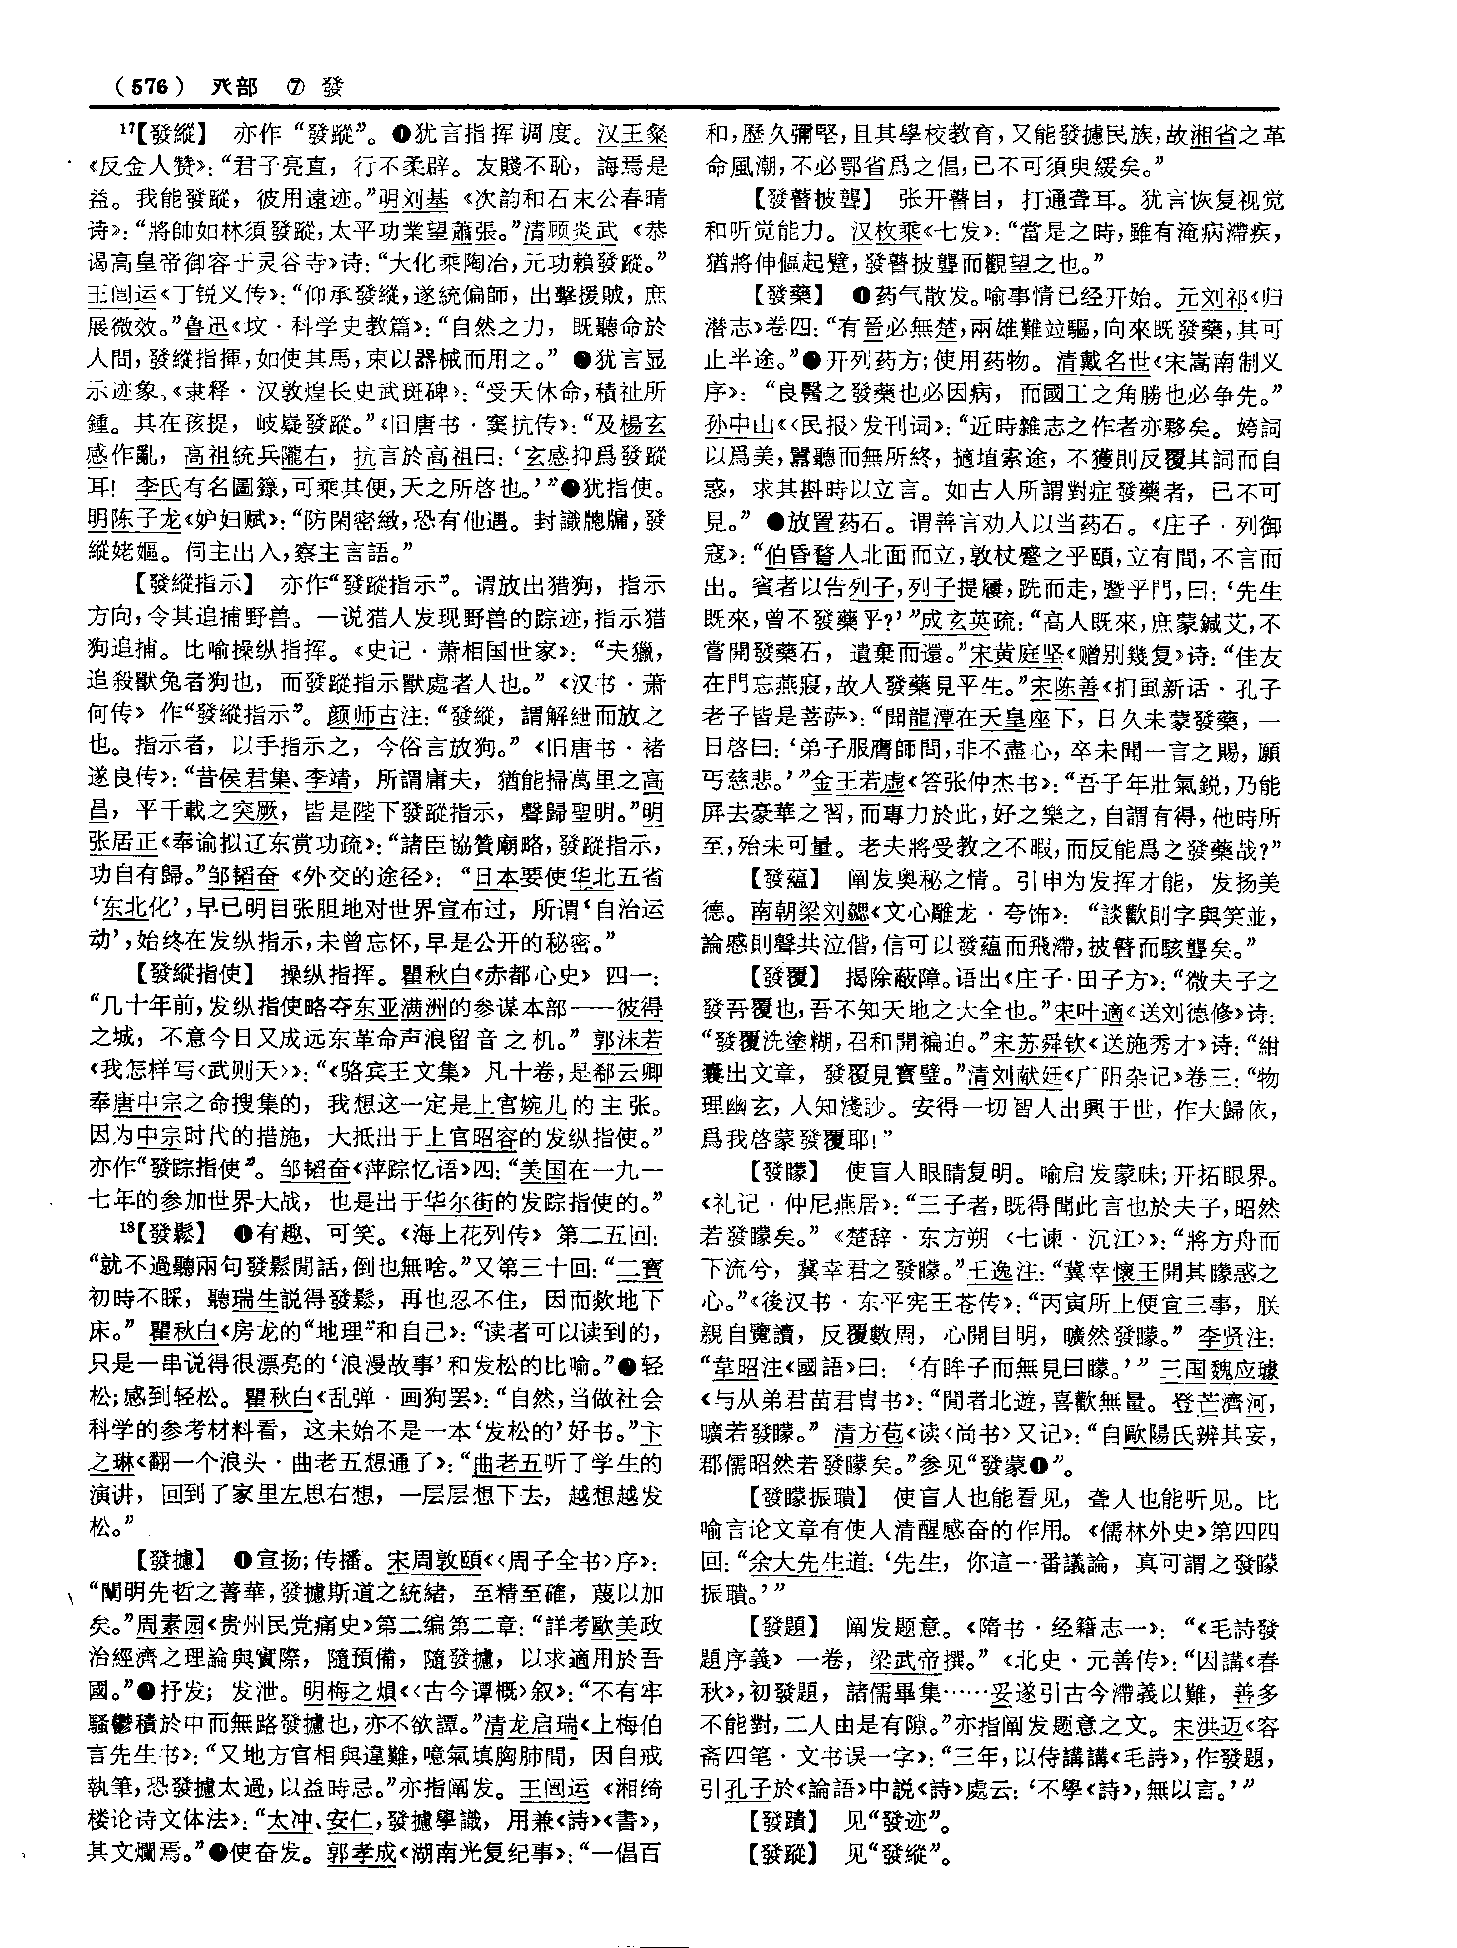 (576) 癶部 ⑦ 發
17【發縱】 亦作“發蹤”。❶犹言指挥调度。汉王粲
《反金人赞》：“君子亮直，行不柔辟。友賤不恥，誨焉是
益。我能發蹤，彼用遠迹。”明刘基《次韵和石末公春晴
诗》：“將帥如林須發蹤，太平功業望蕭張。”清顾炎武《恭
谒高皇帝御容于灵谷寺》诗：“大化乘陶冶，元功賴發蹤。”
王闿运《丁锐义传》：“仰承發縱，遂統偏師，出擊援賊，庶
展微效。”鲁迅《坟·科学史教篇》：“自然之力，既聽命於
人間，發縱指揮，如使其馬，束以器械而用之。” ❷犹言显
示迹象。《隶释·汉敦煌长史武斑碑》：“受天休命，積祉所
鍾。其在孩提，岐嶷發蹤。”《旧唐书·窦抗传》：“及楊玄
感作亂，高祖統兵隴右，抗言於高祖曰：‘玄感抑爲發蹤
耳！李氏有名圖籙，可乘其便，天之所啓也。’”❸犹指使。
明陈子龙《妒妇赋》：“防閑密緻，恐有他遇。封識牕牖，發
縱姥嫗。伺主出入，察主言語。”
【發縱指示】 亦作“發蹤指示”。谓放出猎狗，指示
方向，令其追捕野兽。一说猎人发现野兽的踪迹，指示猎
狗追捕。比喻操纵指挥。《史记·萧相国世家》：“夫獵，
追殺獸兔者狗也，而發蹤指示獸處者人也。”《汉书·萧
何传》作“發縱指示”。颜师古注：“發縱，謂解紲而放之
也。指示者，以手指示之，今俗言放狗。”《旧唐书·褚
遂良传》：“昔侯君集、李靖，所謂庸夫，猶能掃萬里之高
昌，平千載之突厥，皆是陛下發蹤指示，聲歸聖明。”明
张居正《奉谕拟辽东赏功疏》：“諸臣協贊廟略，發蹤指示，
功自有歸。”邹韬奋《外交的途径》：“日本要使华北五省
‘东北化’，早已明目张胆地对世界宣布过，所谓‘自治运
动’，始终在发纵指示，未曾忘怀，早是公开的秘密。”
【發縱指使】 操纵指挥。瞿秋白《赤都心史》四一：
“几十年前，发纵指使略夺东亚满洲的参谋本部——彼得
之城，不意今日又成远东革命声浪留音之机。”郭沫若
《我怎样写〈武则天〉》：“《骆宾王文集》凡十卷，是郗云卿
奉唐中宗之命搜集的，我想这一定是上官婉儿的主张。
因为中宗时代的措施，大抵出于上官昭容的发纵指使。”
亦作“發踪指使”。邹韬奋《萍踪忆语》四：“美国在一九一
七年的参加世界大战，也是出于华尔街的发踪指使的。”
18【發鬆】 ❶有趣、可笑。《海上花列传》第二五回：
“就不過聽兩句發鬆閒話，倒也無啥。”又第三十回：“二寶
初時不睬，聽瑞生説得發鬆，再也忍不住，因而欻地下
床。”瞿秋白《房龙的“地理”和自己》：“读者可以读到的，
只是一串说得很漂亮的‘浪漫故事’和发松的比喻。”❷轻
松；感到轻松。瞿秋白《乱弹·画狗罢》：“自然，当做社会
科学的参考材料看，这未始不是一本‘发松的’好书。”卞
之琳《翻一个浪头·曲老五想通了》：“曲老五听了学生的
演讲，回到了家里左思右想，一层层想下去，越想越发
松。”
【發攄】 ❶宣扬；传播。宋周敦颐《〈周子全书〉序》：
“闡明先哲之菁華，發攄斯道之統緒，至精至確，蔑以加
矣。”周素园《贵州民党痛史》第二编第二章：“詳考歐美政
治經濟之理論與實際，隨預備，隨發攄，以求適用於吾
國。”❷抒发；发泄。明梅之熉《〈古今谭概〉叙》：“不有牢
騷鬱積於中而無路發攄也，亦不欲譚。”清龙启瑞《上梅伯
言先生书》：“又地方官相與違難，噫氣填胸肺間，因自戒
執筆，恐發攄太過，以益時忌。”亦指阐发。王闿运《湘绮
楼论诗文体法》：“太冲、安仁，發攄學識，用兼《詩》《書》，
其文爛焉。”❸使奋发。郭孝成《湖南光复纪事》：“一倡百
和，歷久彌堅，且其學校教育，又能發攄民族，故湘省之革
命風潮，不必鄂省爲之倡，已不可須臾緩矣。”
【發瞽披聾】 张开瞽目，打通聋耳。犹言恢复视觉
和听觉能力。汉枚乘《七发》：“當是之時，雖有淹病滯疾，
猶將伸傴起躄，發瞽披聾而觀望之也。”
【發藥】 ❶药气散发。喻事情已经开始。元刘祁《归
潜志》卷四：“有晉必無楚，兩雄難竝驅，向來既發藥，其可
止半途。”❷开列药方；使用药物。清戴名世《宋嵩南制义
序》：“良醫之發藥也必因病，而國工之角勝也必争先。”
孙中山《〈民报〉发刊词》：“近時雜志之作者亦夥矣。姱詞
以爲美，囂聽而無所終，擿埴索途，不獲則反覆其詞而自
惑，求其斟時以立言。如古人所謂對症發藥者，已不可
見。” ❸放置药石。谓善言劝人以当药石。《庄子·列御
寇》：“伯昏瞀人北面而立，敦杖蹙之乎頤，立有間，不言而
出。賓者以告列子，列子提屨，跣而走，暨乎門，曰：‘先生
既來，曾不發藥乎？’”成玄英疏：“高人既來，庶蒙鍼艾，不
嘗開發藥石，遺棄而還。”宋黄庭坚《赠别幾复》诗：“佳友
在門忘燕寢，故人發藥見平生。”宋陈善《扪虱新话·孔子
老子皆是菩萨》：“聞龍潭在天皇座下，日久未蒙發藥，一
日啓曰：‘弟子服膺師問，非不盡心，卒未聞一言之賜，願
丐慈悲。’”金王若虚《答张仲杰书》：“吾子年壯氣鋭，乃能
屏去豪華之習，而專力於此，好之樂之，自謂有得，他時所
至，殆未可量。老夫將受教之不暇，而反能爲之發藥哉？”
【發藴】 阐发奥秘之情。引申为发挥才能，发扬美
德。南朝梁刘勰《文心雕龙·夸饰》：“談歡則字與笑並，
論慼則聲共泣偕，信可以發藴而飛滯，披瞽而駭聾矣。”
【發覆】 揭除蔽障。语出《庄子·田子方》：“微夫子之
發吾覆也，吾不知天地之大全也。”宋叶適《送刘德修》诗：
“發覆洗塗糊，召和開褊迫。”宋苏舜钦《送施秀才》诗：“紺
囊出文章，發覆見寶璧。”清刘献廷《广阳杂记》卷三：“物
理幽玄，人知淺尠。安得一切智人出興于世，作大歸依，
爲我啓蒙發覆耶！”
【發矇】 使盲人眼睛复明。喻启发蒙昧；开拓眼界。
《礼记·仲尼燕居》：“三子者，既得聞此言也於夫子，昭然
若發矇矣。”《楚辞·东方朔〈七谏·沉江〉》：“將方舟而
下流兮，冀幸君之發矇。”王逸注：“冀幸懷王開其矇惑之
心。”《後汉书·东平宪王苍传》：“丙寅所上便宜三事，朕
親自覽讀，反覆數周，心開目明，曠然發矇。” 李贤注：
“韋昭注《國語》曰：‘有眸子而無見曰矇。’” 三国魏应璩
《与从弟君苗君胄书》：“閒者北遊，喜歡無量。登芒濟河，
曠若發矇。”清方苞《读〈尚书〉又记》：“自歐陽氏辨其妄，
郡儒昭然若發矇矣。”参见“發蒙❶”。
【發矇振聵】 使盲人也能看见，聋人也能听见。比
喻言论文章有使人清醒感奋的作用。《儒林外史》第四四
回：“余大先生道：‘先生，你這一番議論，真可謂之發矇
振聵。’”
【發題】 阐发题意。《隋书·经籍志一》：“《毛詩發
題序義》一卷，梁武帝撰。”《北史·元善传》：“因講《春
秋》，初發題，諸儒畢集……妥遂引古今滯義以難，善多
不能對，二人由是有隙。”亦指阐发题意之文。宋洪迈《容
斋四笔·文书误一字》：“三年，以侍講講《毛詩》，作發題，
引孔子於《論語》中説《詩》處云：‘不學《詩》，無以言。’”
【發蹟】 见“發迹”。
【發蹤】 见“發縱”。